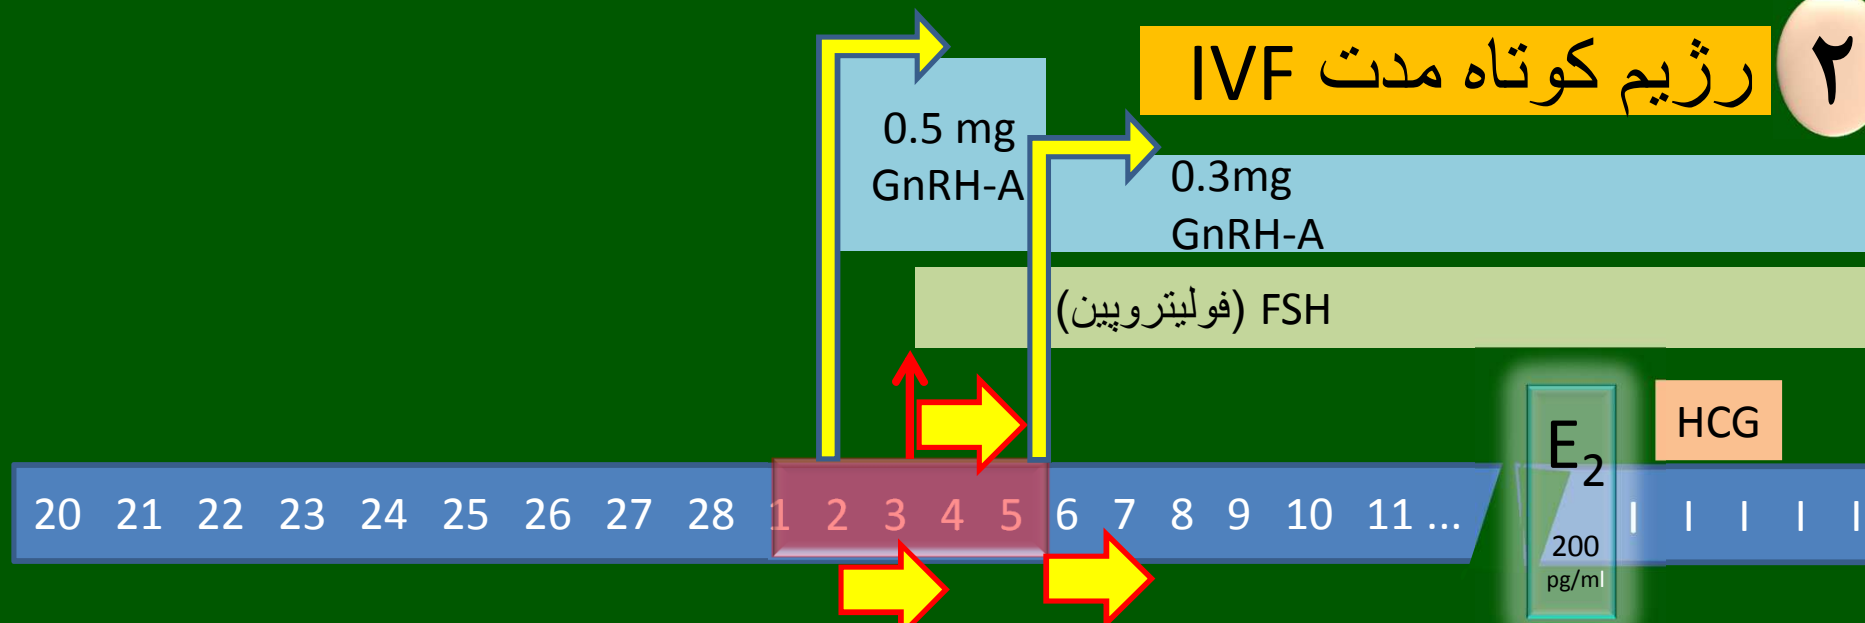 ۲
رژیم کوتاه مدت IVF
0.5 mg
GnRH-A
0.3mg
GnRH-A
FSH (فولیتروپین)
HCG
E₂
200
pg/ml
20 21 22 23 24 25 26 27 28 1 2 3 4 5 6 7 8 9 10 11 ... I I I I I